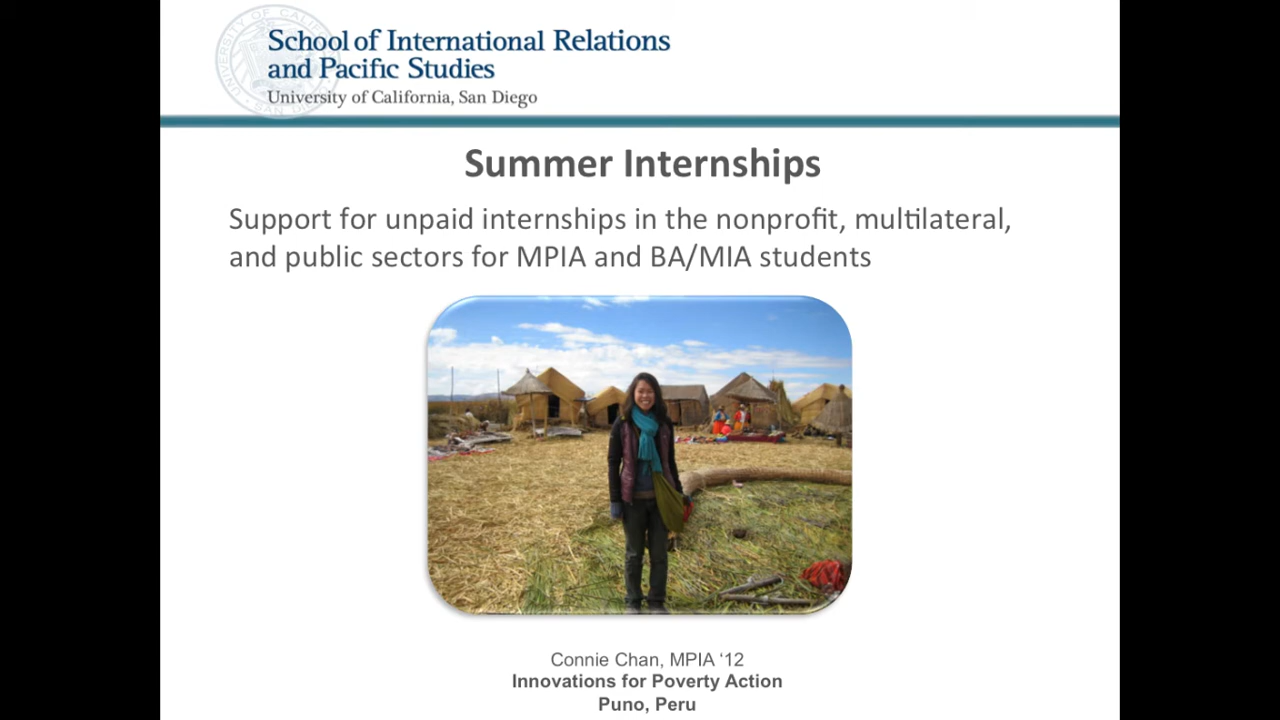 School of International Relations
and Pacific Studies
University of California, San Diego
Summer Internships
Support for unpaid internships in the nonprofit, multilateral,
and public sectors for MPIA and BA/MIA students
Connie Chan, MPIA ‘12
Innovations for Poverty Action
Puno, Peru